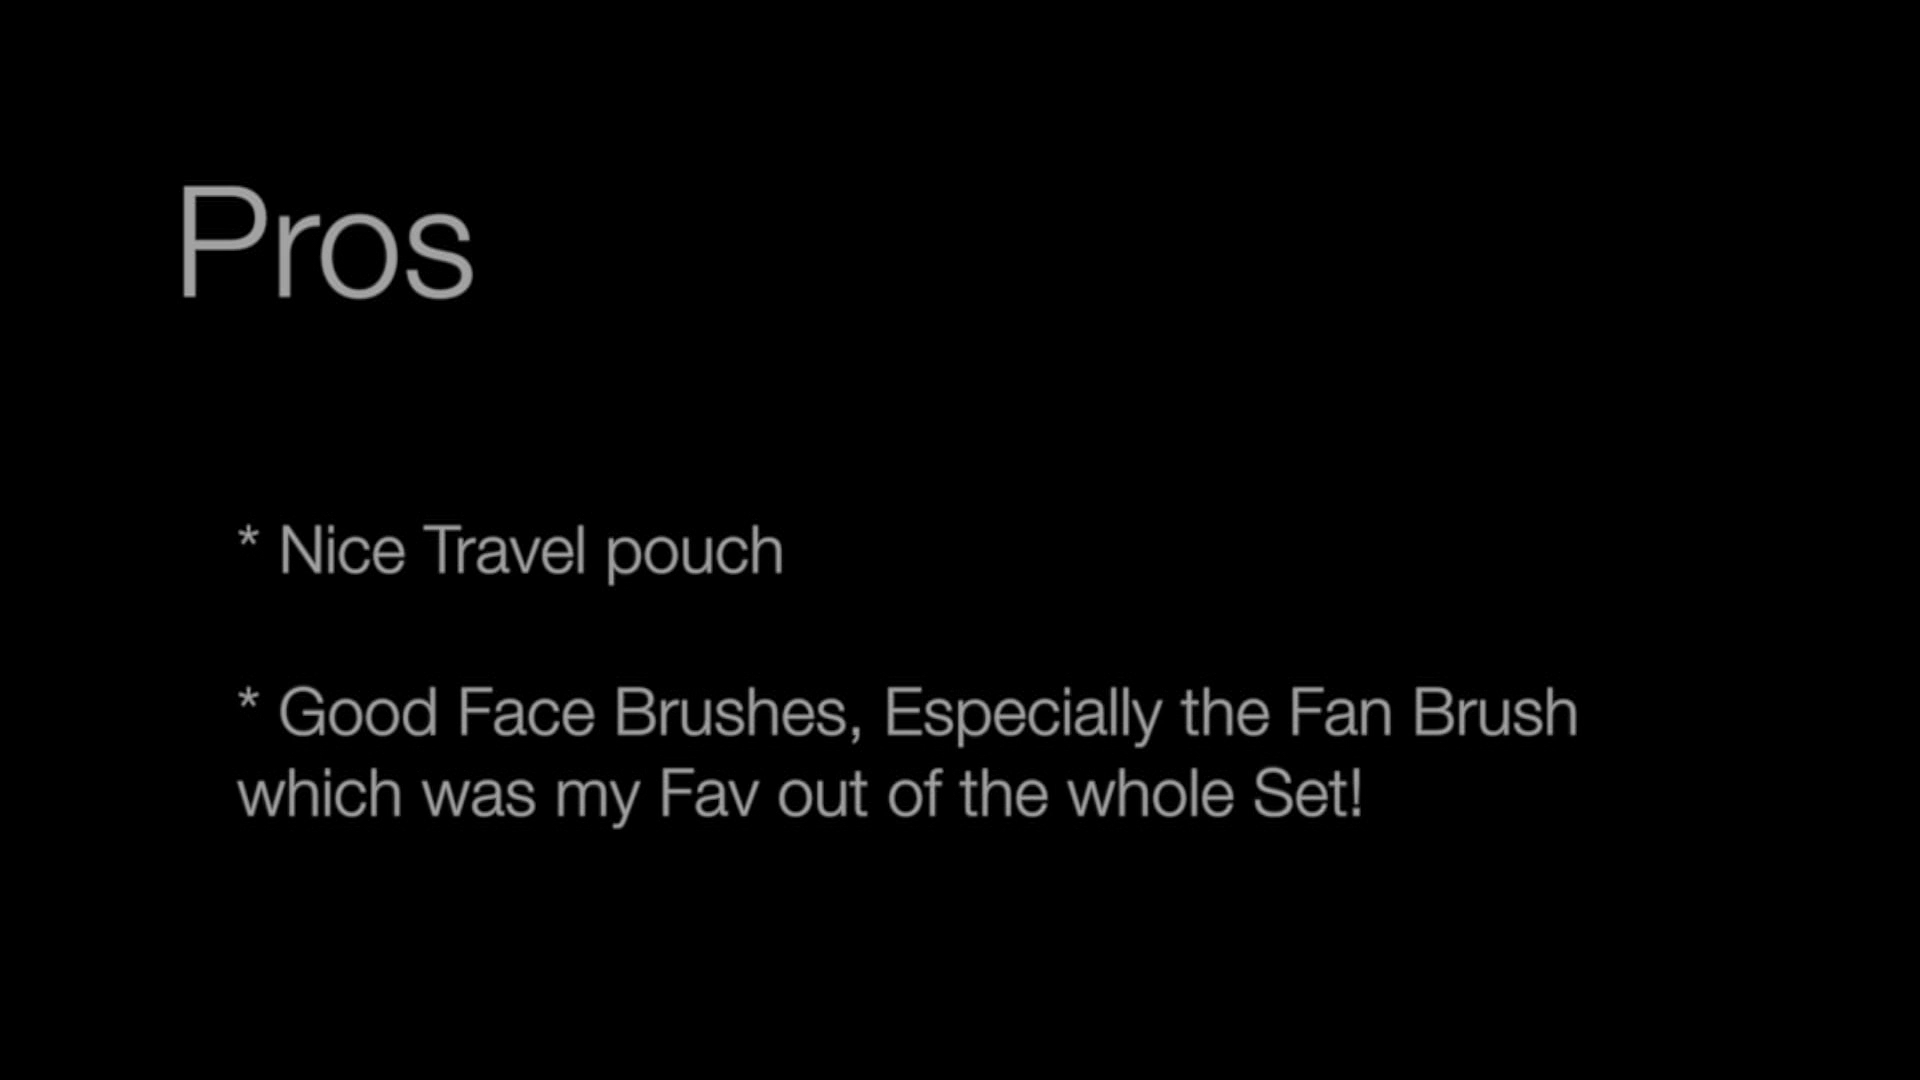 Pros
* Nice Travel pouch
* Good Face Brushes, Especially the Fan Brush
which was my Fav out of the whole Set!